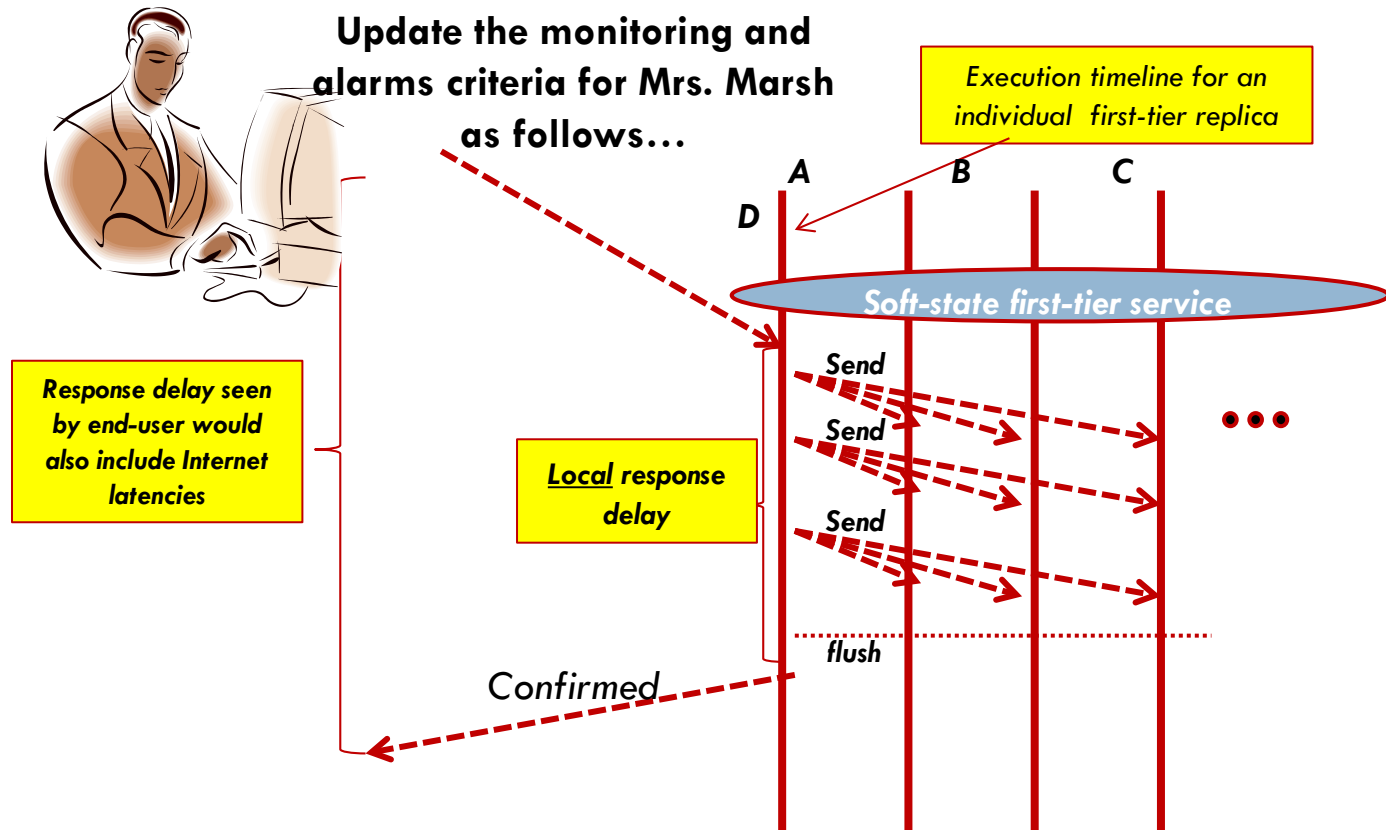 Update the monitoring and
alarms criteria for Mrs. Marsh
as follows…
Execution timeline for an
individual first-tier replica
A
B
C
D
Soft-state first-tier service
Send
Send
Send
Response delay seen
by end-user would
also include Internet
latencies
Local response
delay
flush
Confirmed